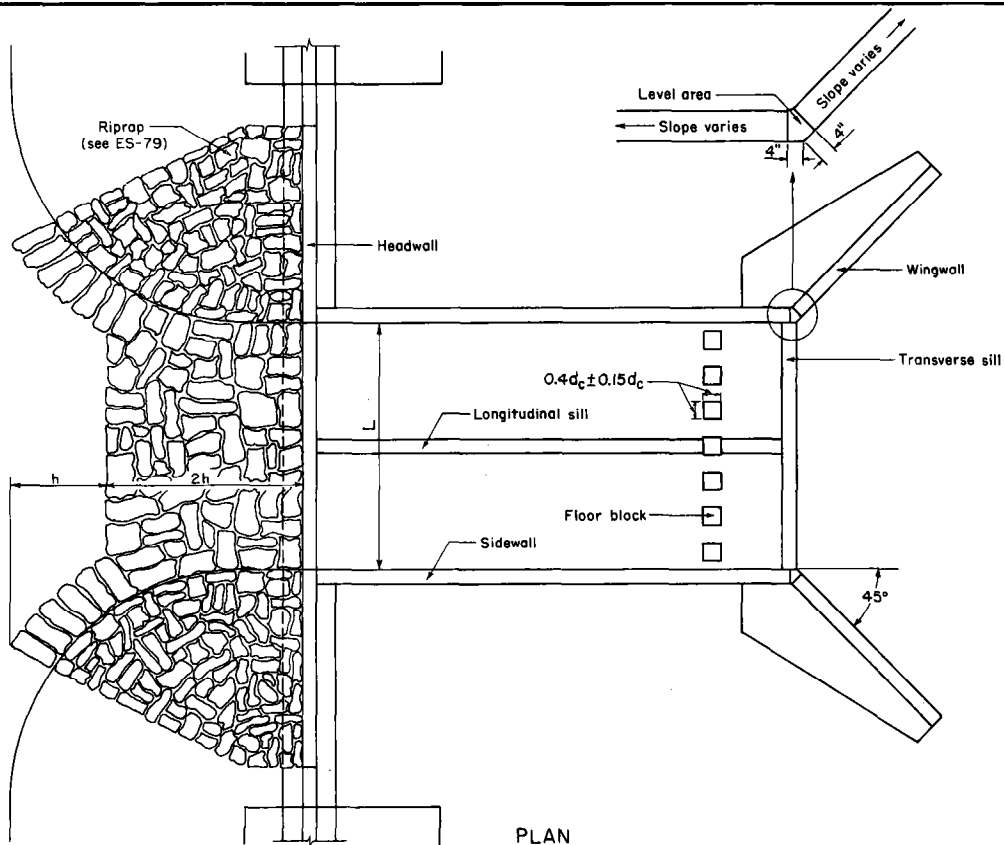 Riprap
(see ES-79)
Level area
Slope varies
Slope varies
4"
4"
Headwall
Wingwall
Transverse sill
0.4d_c±0.15d_c
Longitudinal sill
L
h
2h
Floor block
Sidewall
45°
PLAN